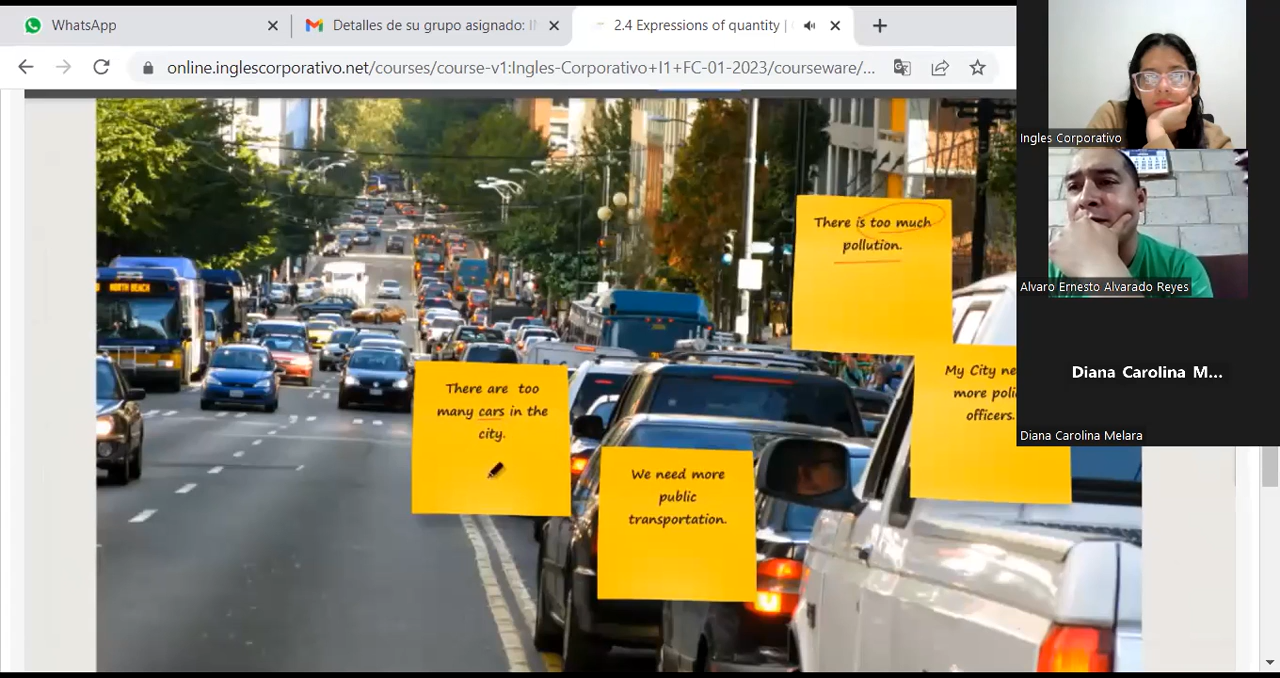 WhatsApp
Detalles de su grupo asignado: I
2.4 Expressions of quantity |
online.inglescorporativo.net/courses/course-v1:Ingles-Corporativo+I1+FC-01-2023/courseware/...
Ingles Corporativo
Alvaro Ernesto Alvarado Reyes
Diana Carolina M...
Diana Carolina Melara
NORTH BEACH
There is too much
pollution.
There are too
many cars in the
city.
We need more
public
transportation.
My City ne
more poli
officers.